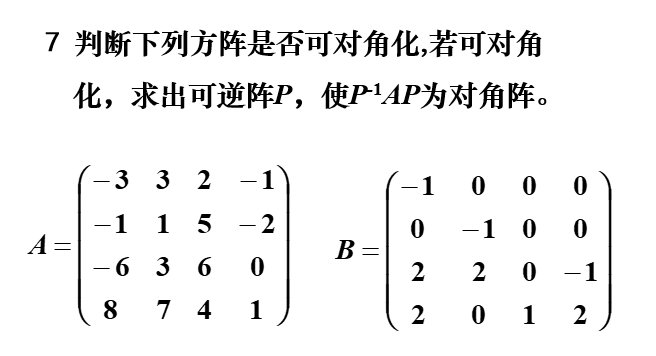 7 判断下列方阵是否可对角化,若可对角
化，求出可逆阵P，使P⁻¹AP为对角阵。
A = (−3 3 2 −1
−1 1 5 −2
−6 3 6 0
8 7 4 1)
B = (−1 0 0 0
0 −1 0 0
2 2 0 −1
2 0 1 2)